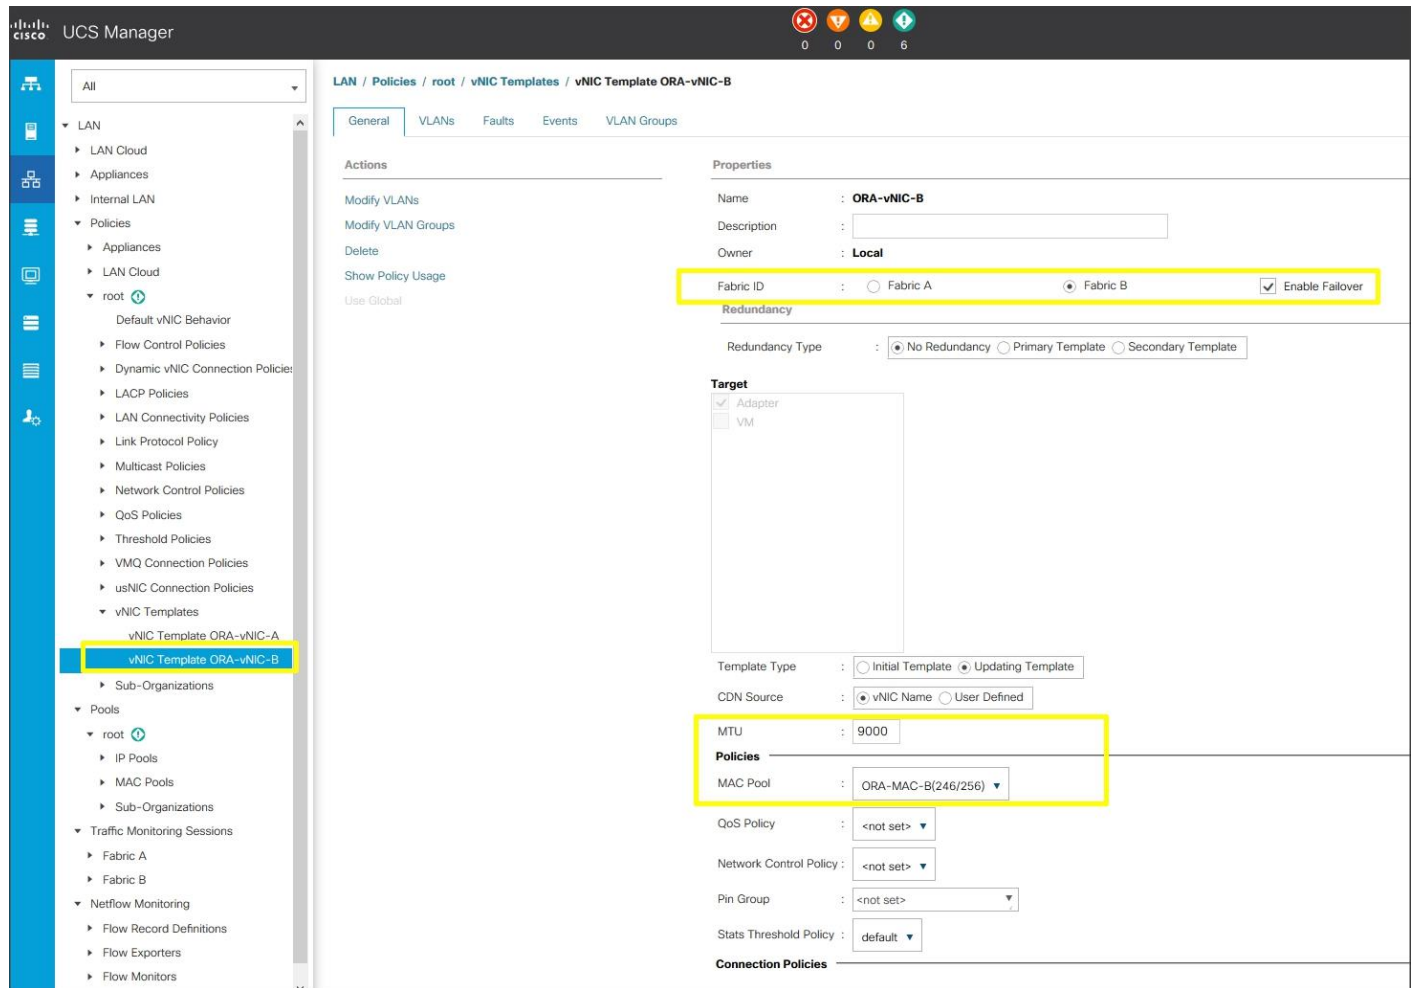 cisco UCS Manager
0 0 0 6
All
LAN
LAN Cloud
Appliances
Internal LAN
Policies
Appliances
LAN Cloud
root
Default vNIC Behavior
Flow Control Policies
Dynamic vNIC Connection Policies
LACP Policies
LAN Connectivity Policies
Link Protocol Policy
Multicast Policies
Network Control Policies
QoS Policies
Threshold Policies
VMQ Connection Policies
usNIC Connection Policies
vNIC Templates
vNIC Template ORA-vNIC-A
vNIC Template ORA-vNIC-B
Sub-Organizations
Pools
root
IP Pools
MAC Pools
Sub-Organizations
Traffic Monitoring Sessions
Fabric A
Fabric B
Netflow Monitoring
Flow Record Definitions
Flow Exporters
Flow Monitors
LAN / Policies / root / vNIC Templates / vNIC Template ORA-vNIC-B
General VLANs Faults Events VLAN Groups
Actions
Modify VLANs
Modify VLAN Groups
Delete
Show Policy Usage
Use Global
Properties
Name : ORA-vNIC-B
Description :
Owner : Local
Fabric ID : Fabric A Fabric B Enable Failover
Redundancy
Redundancy Type : No Redundancy Primary Template Secondary Template
Target
Adapter
VM
Template Type : Initial Template Updating Template
CDN Source : vNIC Name User Defined
MTU : 9000
Policies
MAC Pool : ORA-MAC-B(246/256)
QoS Policy : <not set>
Network Control Policy : <not set>
Pin Group : <not set>
Stats Threshold Policy : default
Connection Policies